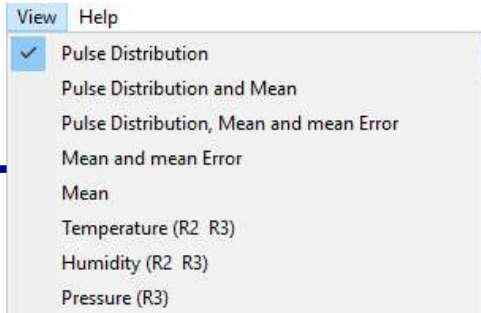 View Help
Pulse Distribution
Pulse Distribution and Mean
Pulse Distribution, Mean and mean Error
Mean and mean Error
Mean
Temperature (R2 R3)
Humidity (R2 R3)
Pressure (R3)